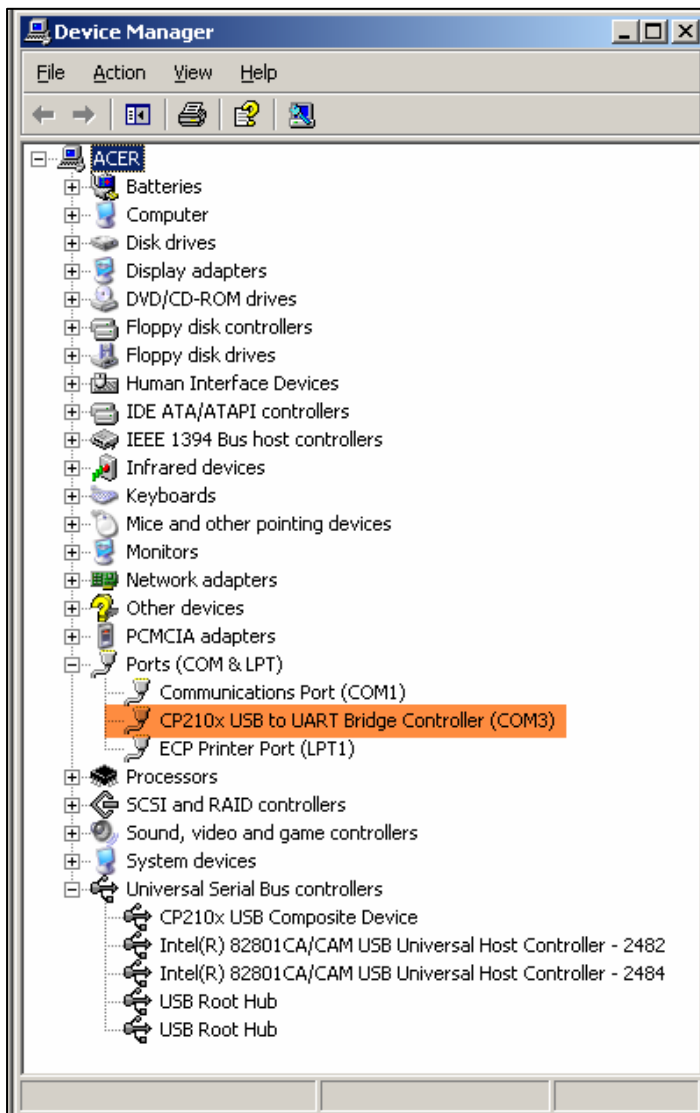 Device Manager
File Action View Help
ACER
Batteries
Computer
Disk drives
Display adapters
DVD/CD-ROM drives
Floppy disk controllers
Floppy disk drives
Human Interface Devices
IDE ATA/ATAPI controllers
IEEE 1394 Bus host controllers
Infrared devices
Keyboards
Mice and other pointing devices
Monitors
Network adapters
Other devices
PCMCIA adapters
Ports (COM & LPT)
Communications Port (COM1)
CP210x USB to UART Bridge Controller (COM3)
ECP Printer Port (LPT1)
Processors
SCSI and RAID controllers
Sound, video and game controllers
System devices
Universal Serial Bus controllers
CP210x USB Composite Device
Intel(R) 82801CA/CAM USB Universal Host Controller - 2482
Intel(R) 82801CA/CAM USB Universal Host Controller - 2484
USB Root Hub
USB Root Hub